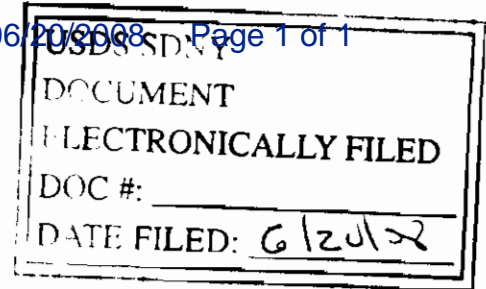 06/20/2008 Page 1 of 1
USDS SDNY
DOCUMENT
ELECTRONICALLY FILED
DOC #:
DATE FILED: 6/20/08